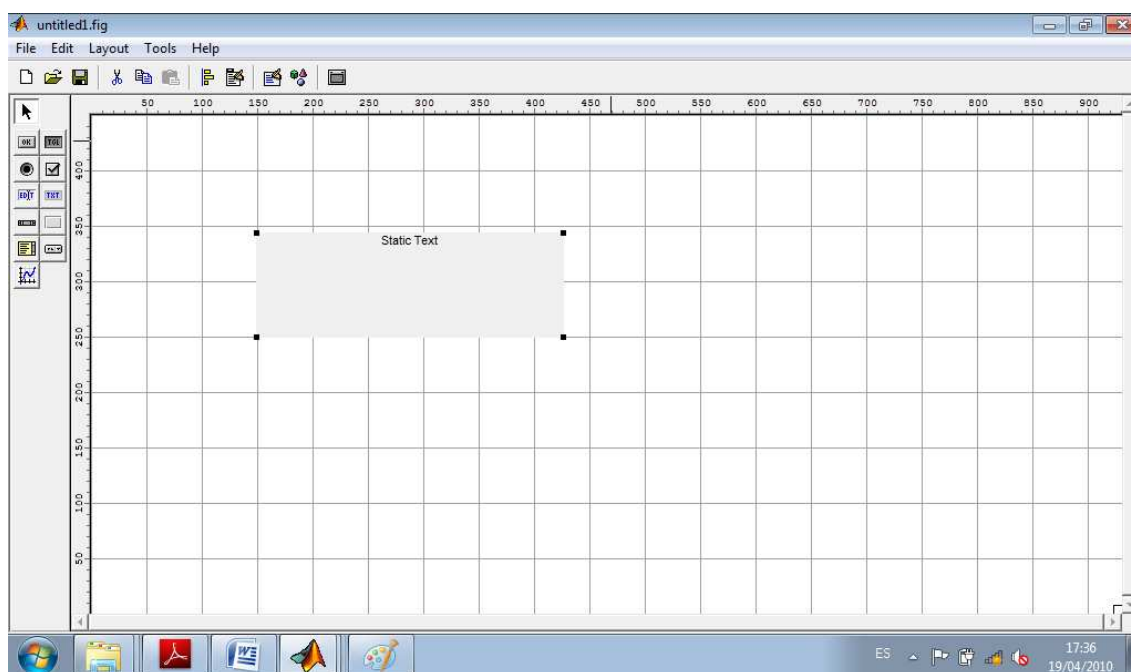 untitled1.fig
File Edit Layout Tools Help
50 100 150 200 250 300 350 400 450 500 550 600 650 700 750 800 850 900
OK TGL
EDIT TXT
400
350
300
250
200
150
100
50
Static Text
ES 17:36
19/04/2010